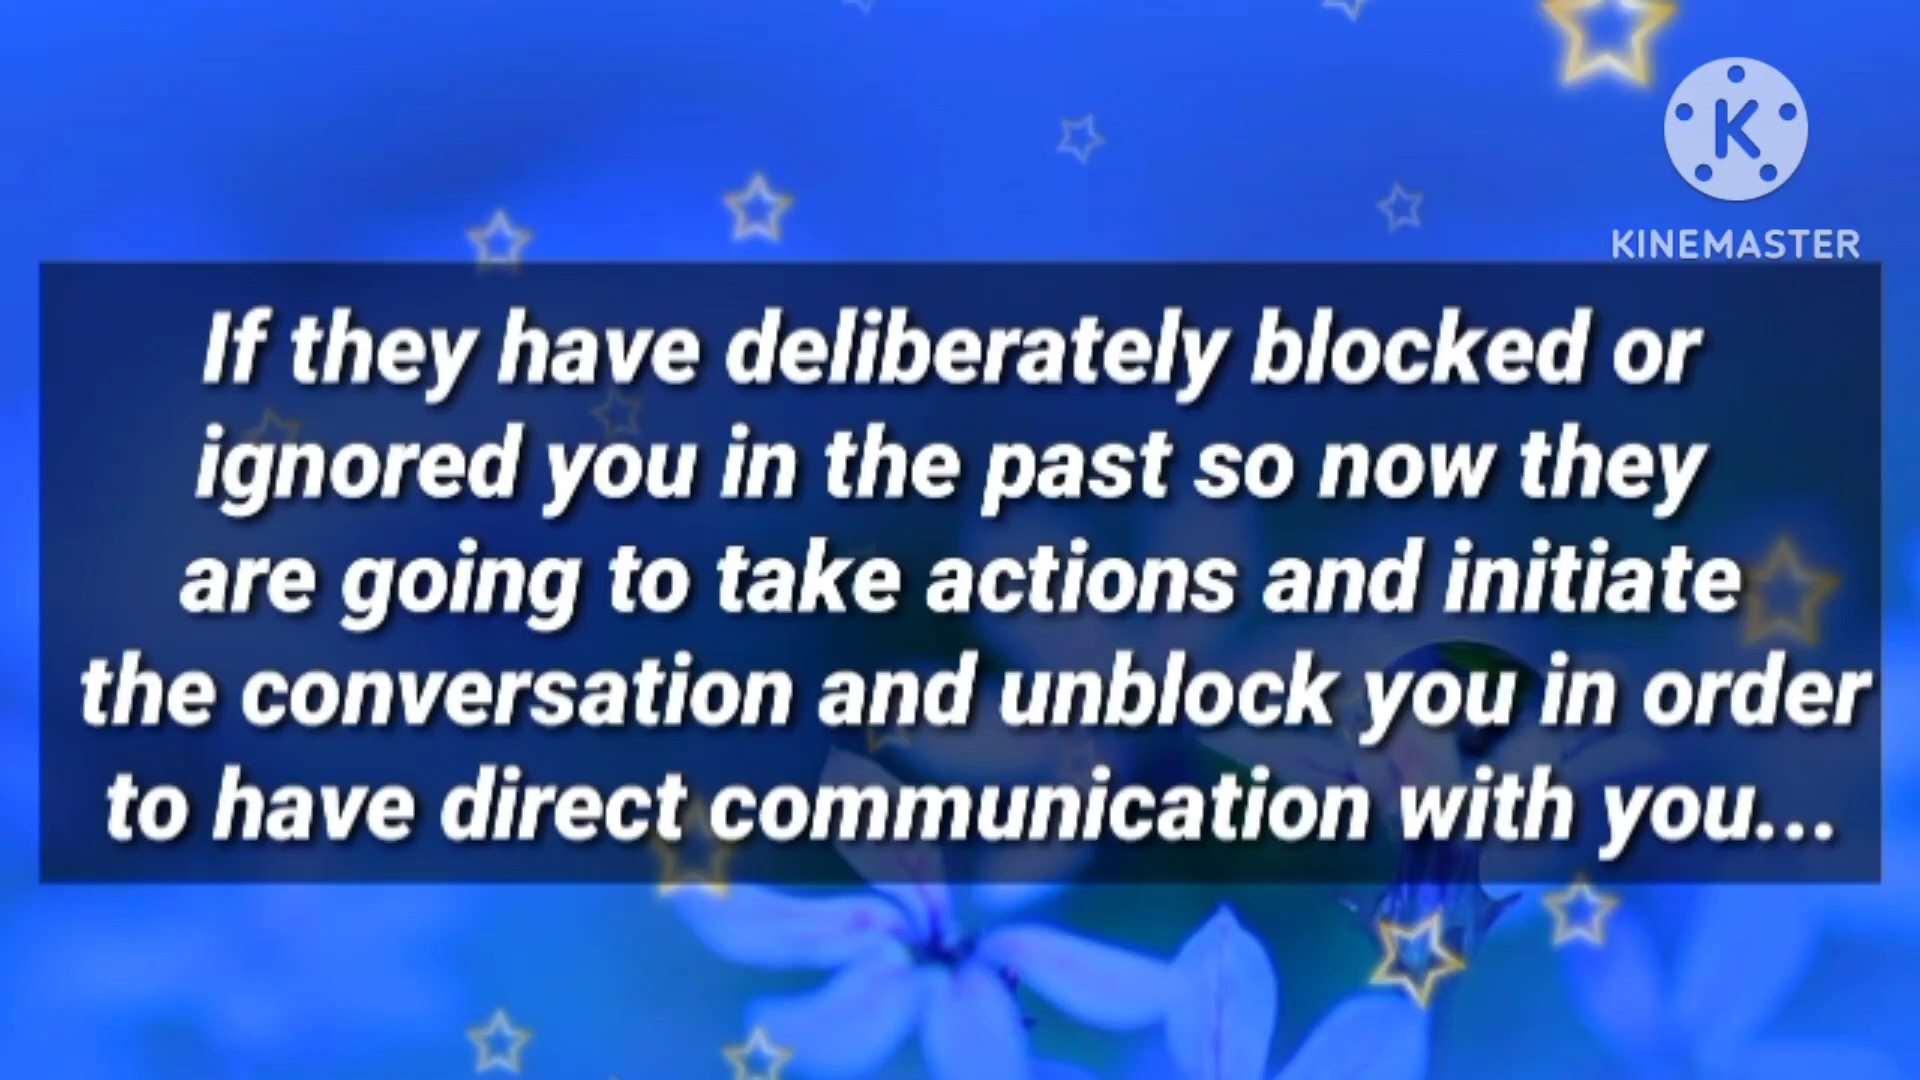 KINEMASTER
If they have deliberately blocked or
ignored you in the past so now they
are going to take actions and initiate
the conversation and unblock you in order
to have direct communication with you...